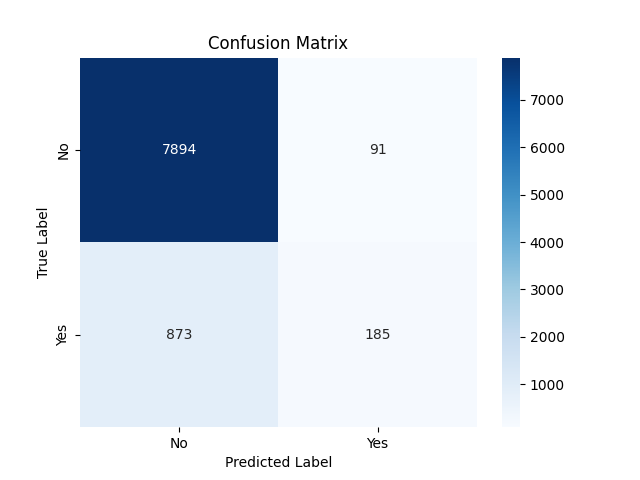 Confusion Matrix
True Label
No
7894
91
Yes
873
185
No
Yes
Predicted Label
7000
6000
5000
4000
3000
2000
1000